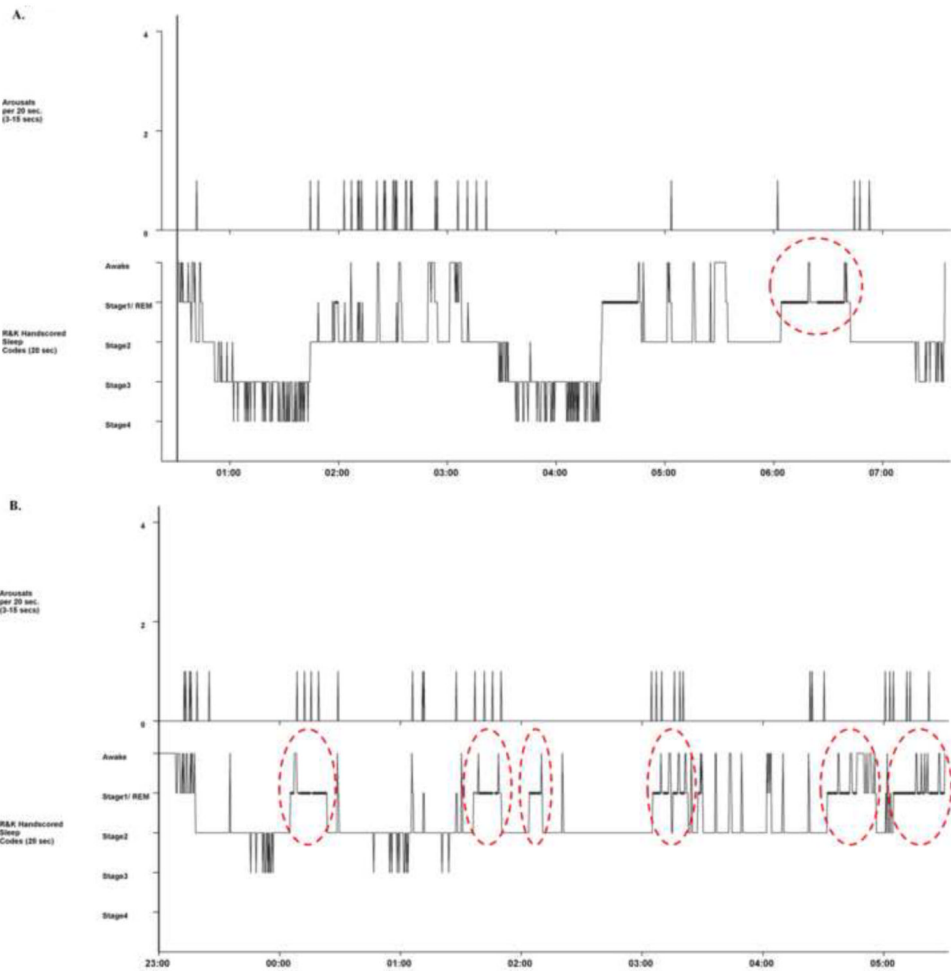 A.
4
Arousals
per 20 sec.
(3-15 secs)
2
0
Awake
Stage1/ REM
R&K Handscored
Sleep
Codes (20 sec)
Stage2
Stage3
Stage4
01:00 02:00 03:00 04:00 05:00 06:00 07:00
B.
4
Arousals
per 20 sec.
(3-15 secs)
2
0
Awake
Stage1/ REM
R&K Handscored
Sleep
Codes (20 sec)
Stage2
Stage3
Stage4
23:00 00:00 01:00 02:00 03:00 04:00 05:00